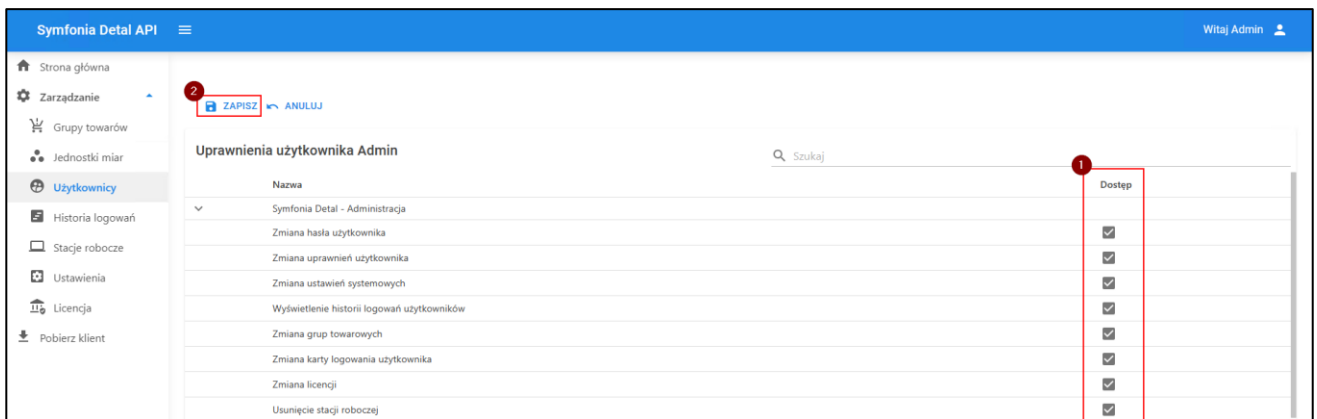 Symfonia Detal API
Witaj Admin
Strona główna
Zarządzanie
Grupy towarów
Jednostki miar
Użytkownicy
Historia logowań
Stacje robocze
Ustawienia
Licencja
Pobierz klient
2
ZAPISZ ANULUJ
Uprawnienia użytkownika Admin
Szukaj
1
Nazwa Dostęp
Symfonia Detal - Administracja
Zmiana hasła użytkownika
Zmiana uprawnień użytkownika
Zmiana ustawień systemowych
Wyświetlenie historii logowań użytkowników
Zmiana grup towarowych
Zmiana karty logowania użytkownika
Zmiana licencji
Usunięcie stacji roboczej